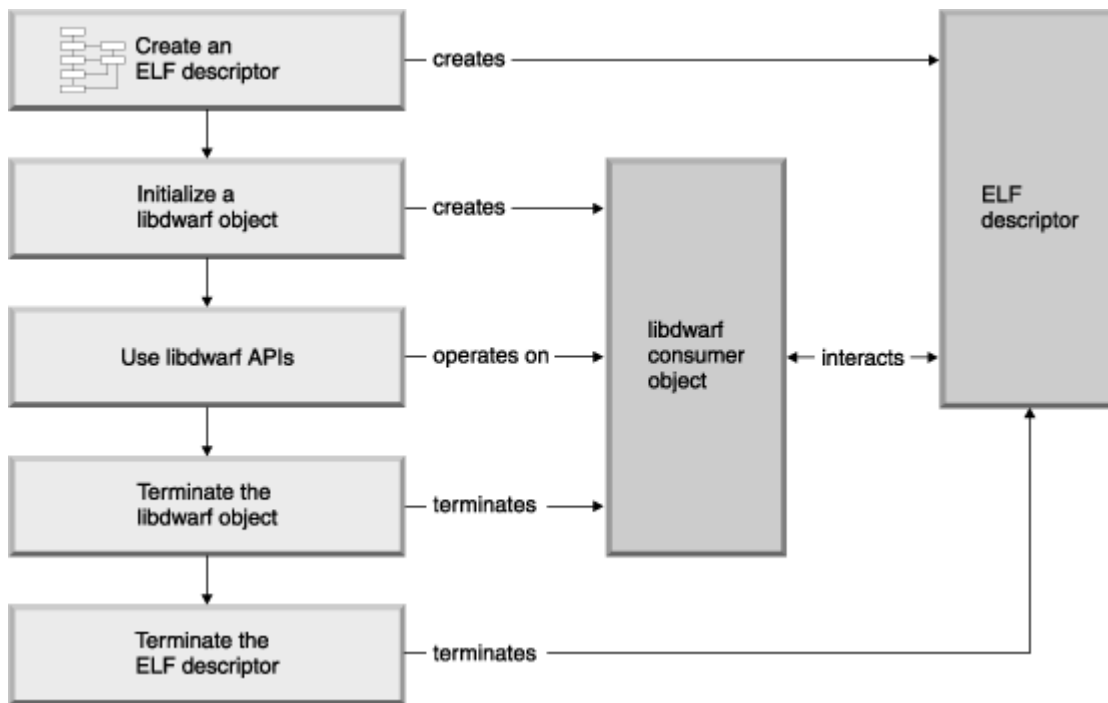 Create an
ELF descriptor
creates
Initialize a
libdwarf object
creates
ELF
descriptor
Use libdwarf APIs
operates on
libdwarf
consumer
object
interacts
Terminate the
libdwarf object
terminates
Terminate the
ELF descriptor
terminates